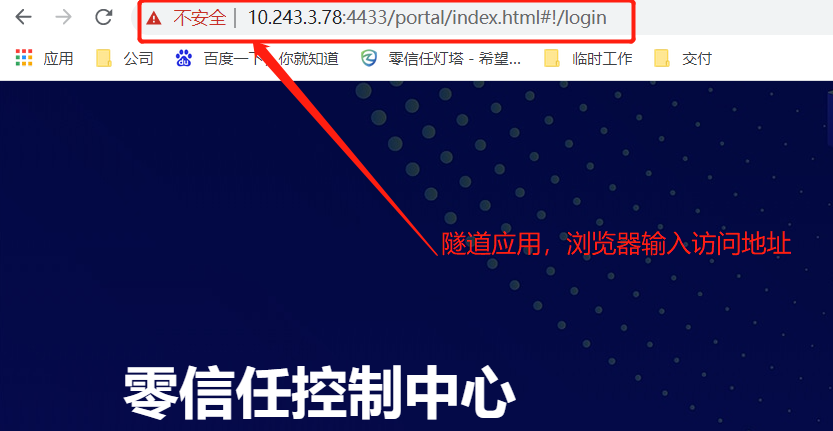 不安全 | 10.243.3.78:4433/portal/index.html#!/login
应用 公司 百度一下，你就知道 零信任灯塔 - 希望... 临时工作 交付
隧道应用，浏览器输入访问地址
零信任控制中心